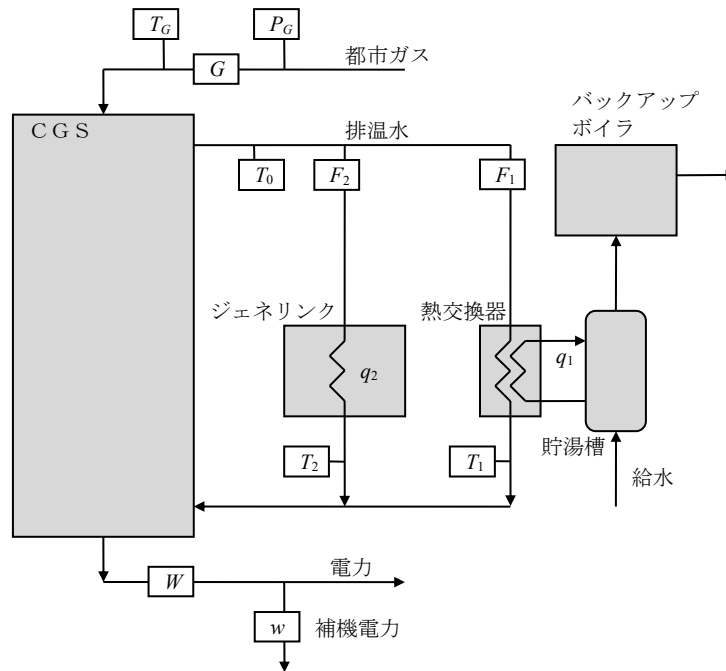 T_G
P_G
G
都市ガス
ＣＧＳ
排温水
バックアップ
ボイラ
T_0
F_2
F_1
ジェネリンク
熱交換器
q_2
q_1
T_2
T_1
貯湯槽
給水
W
電力
w
補機電力